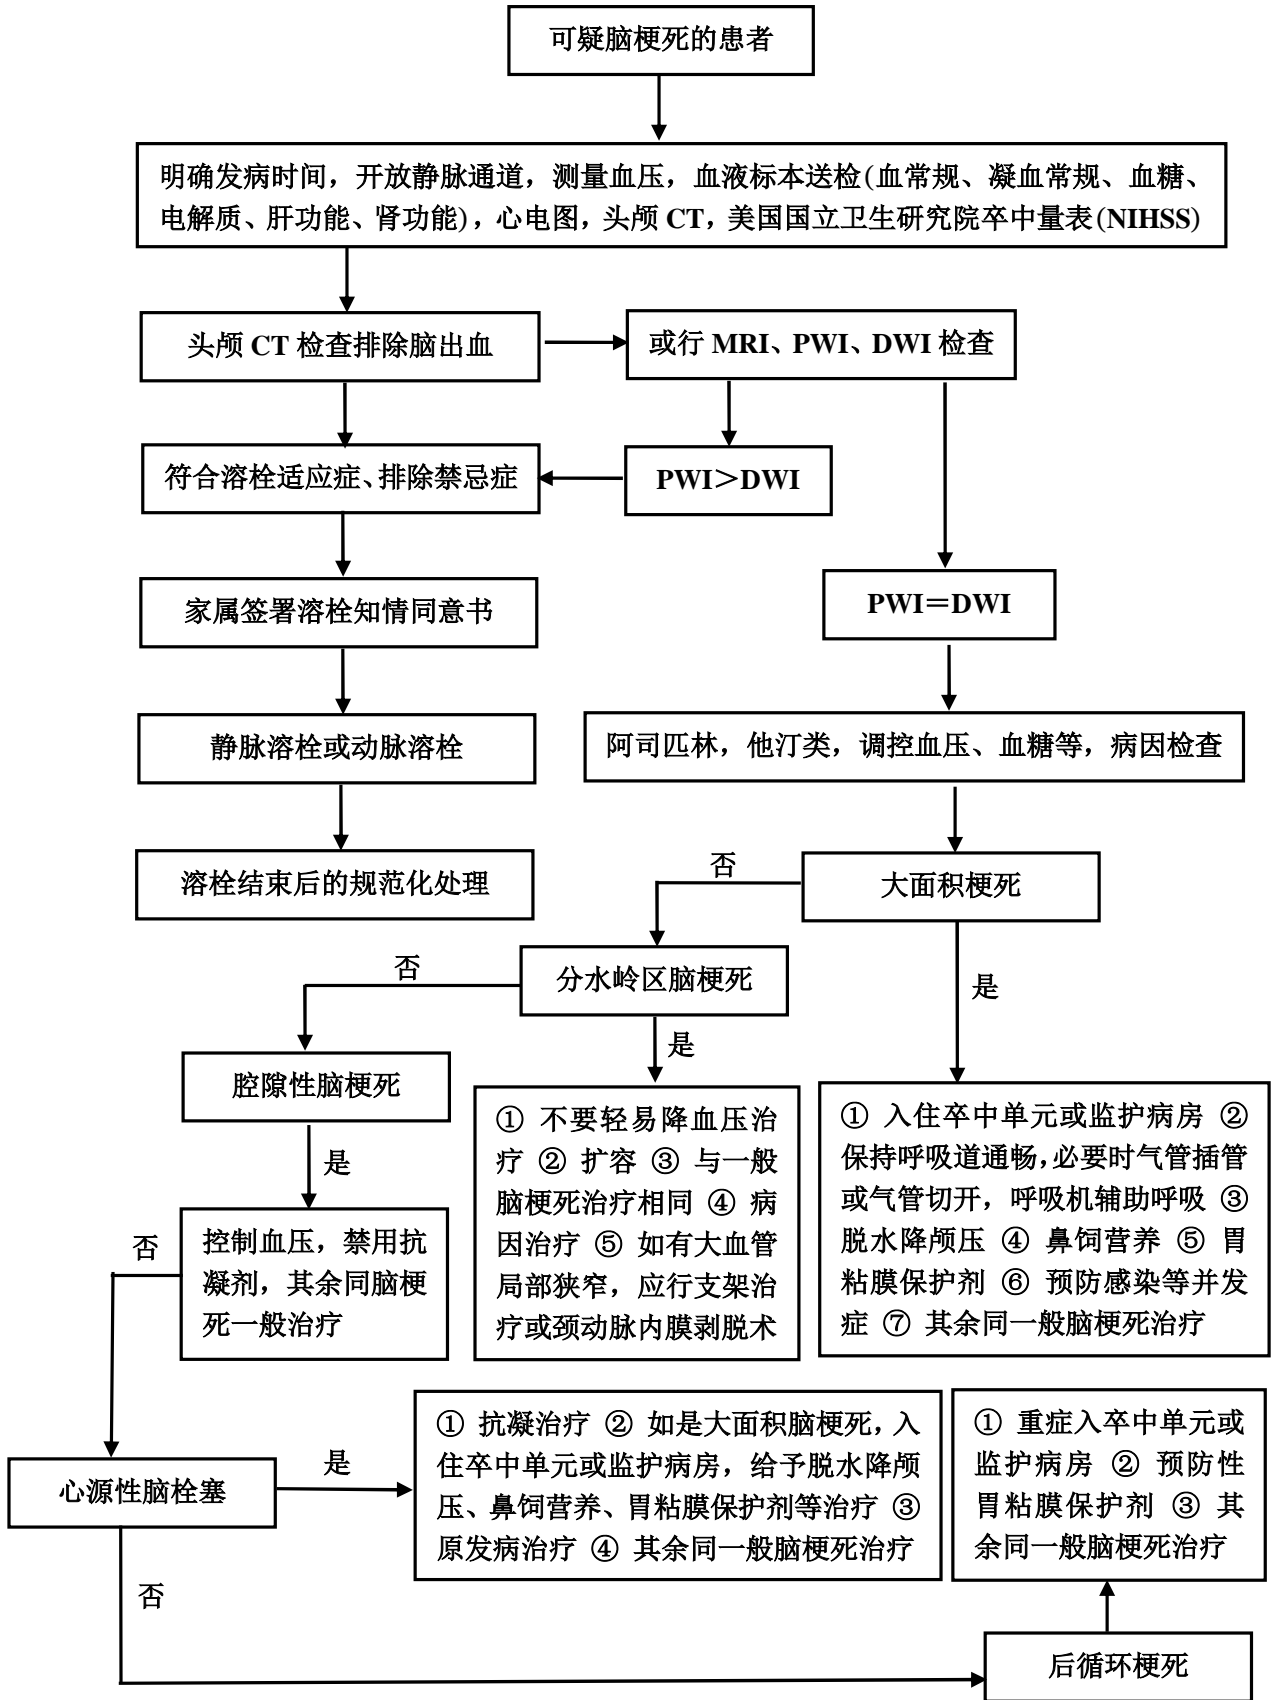 可疑脑梗死的患者
明确发病时间，开放静脉通道，测量血压，血液标本送检(血常规、凝血常规、血糖、
电解质、肝功能、肾功能)，心电图，头颅 CT，美国国立卫生研究院卒中量表(NIHSS)
头颅 CT 检查排除脑出血
或行 MRI、PWI、DWI 检查
符合溶栓适应症、排除禁忌症
PWI＞DWI
家属签署溶栓知情同意书
PWI＝DWI
静脉溶栓或动脉溶栓
阿司匹林，他汀类，调控血压、血糖等，病因检查
溶栓结束后的规范化处理
否
大面积梗死
否
分水岭区脑梗死
是
是
腔隙性脑梗死
① 不要轻易降血压治
疗 ② 扩容 ③ 与一般
脑梗死治疗相同 ④ 病
因治疗 ⑤ 如有大血管
局部狭窄，应行支架治
疗或颈动脉内膜剥脱术
① 入住卒中单元或监护病房 ②
保持呼吸道通畅，必要时气管插管
或气管切开，呼吸机辅助呼吸 ③
脱水降颅压 ④ 鼻饲营养 ⑤ 胃
粘膜保护剂 ⑥ 预防感染等并发
症 ⑦ 其余同一般脑梗死治疗
是
否
控制血压，禁用抗
凝剂，其余同脑梗
死一般治疗
心源性脑栓塞
是
① 抗凝治疗 ② 如是大面积脑梗死，入
住卒中单元或监护病房，给予脱水降颅
压、鼻饲营养、胃粘膜保护剂等治疗 ③
原发病治疗 ④ 其余同一般脑梗死治疗
① 重症入卒中单元或
监护病房 ② 预防性
胃粘膜保护剂 ③ 其
余同一般脑梗死治疗
否
后循环梗死